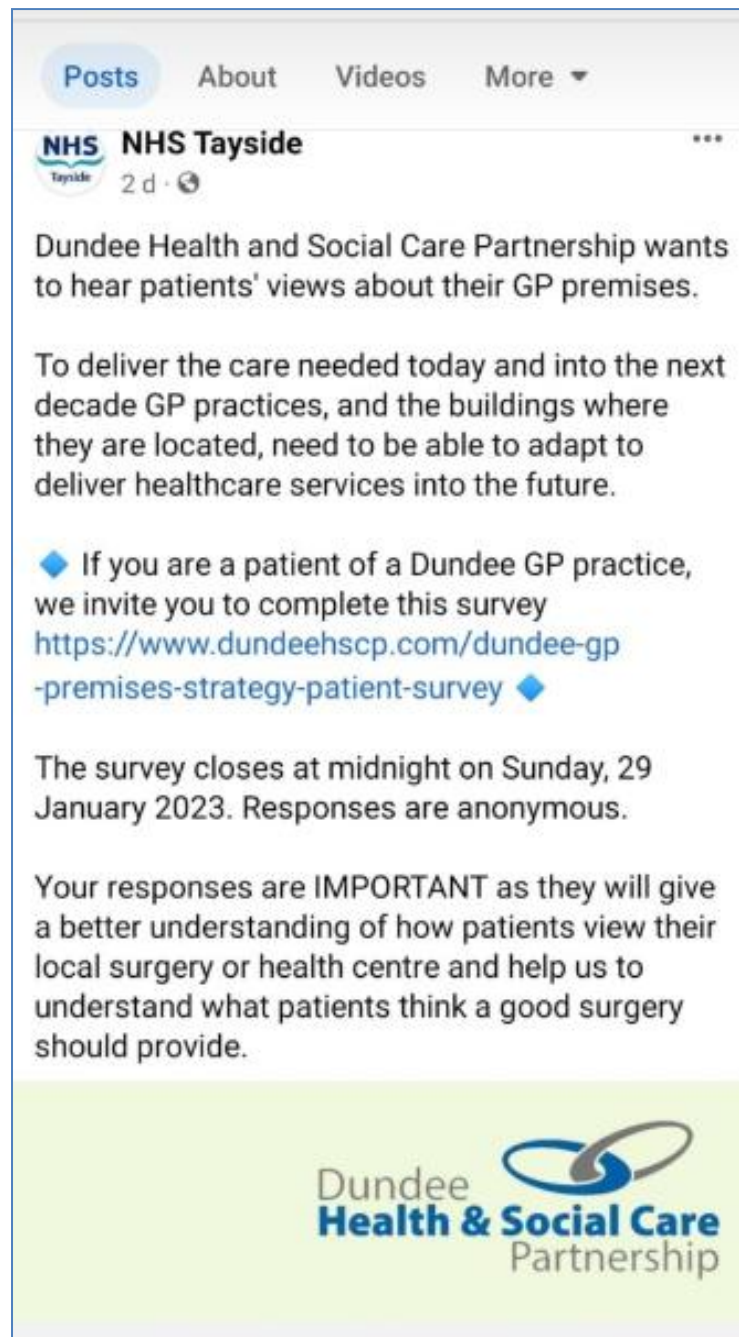 Posts About Videos More
NHS Tayside
NHS
Tayside
2 d ·
Dundee Health and Social Care Partnership wants
to hear patients' views about their GP premises.
To deliver the care needed today and into the next
decade GP practices, and the buildings where
they are located, need to be able to adapt to
deliver healthcare services into the future.
If you are a patient of a Dundee GP practice,
we invite you to complete this survey
https://www.dundeehscp.com/dundee-gp
-premises-strategy-patient-survey
The survey closes at midnight on Sunday, 29
January 2023. Responses are anonymous.
Your responses are IMPORTANT as they will give
a better understanding of how patients view their
local surgery or health centre and help us to
understand what patients think a good surgery
should provide.
Dundee
Health & Social Care
Partnership